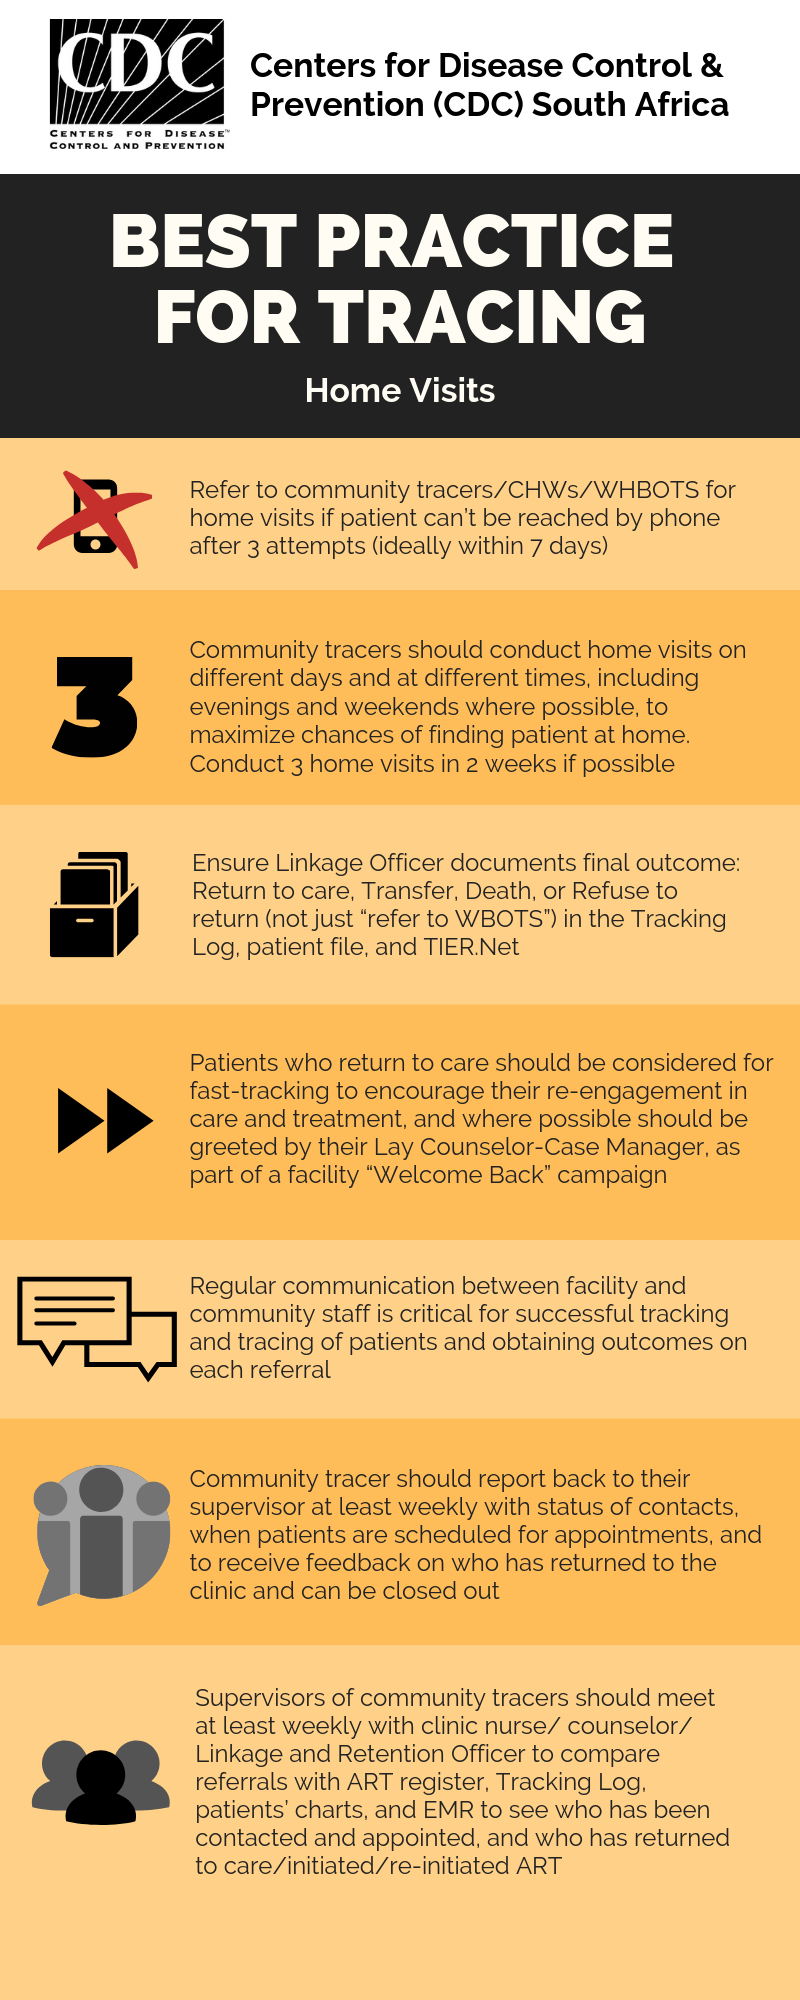 CDC
CENTERS FOR DISEASE™
CONTROL AND PREVENTION
Centers for Disease Control &
Prevention (CDC) South Africa
BEST PRACTICE
FOR TRACING
Home Visits
Refer to community tracers/CHWs/WHBOTS for
home visits if patient can't be reached by phone
after 3 attempts (ideally within 7 days)
3
Community tracers should conduct home visits on
different days and at different times, including
evenings and weekends where possible, to
maximize chances of finding patient at home.
Conduct 3 home visits in 2 weeks if possible
Ensure Linkage Officer documents final outcome:
Return to care, Transfer, Death, or Refuse to
return (not just “refer to WBOTS”) in the Tracking
Log, patient file, and TIER.Net
Patients who return to care should be considered for
fast-tracking to encourage their re-engagement in
care and treatment, and where possible should be
greeted by their Lay Counselor-Case Manager, as
part of a facility “Welcome Back” campaign
Regular communication between facility and
community staff is critical for successful tracking
and tracing of patients and obtaining outcomes on
each referral
Community tracer should report back to their
supervisor at least weekly with status of contacts,
when patients are scheduled for appointments, and
to receive feedback on who has returned to the
clinic and can be closed out
Supervisors of community tracers should meet
at least weekly with clinic nurse/ counselor/
Linkage and Retention Officer to compare
referrals with ART register, Tracking Log,
patients’ charts, and EMR to see who has been
contacted and appointed, and who has returned
to care/initiated/re-initiated ART